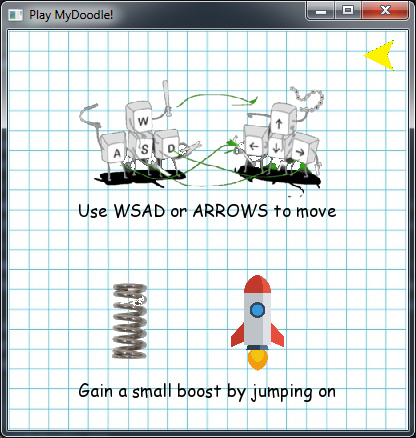 Play MyDoodle!
W
A S D
Use WSAD or ARROWS to move
Gain a small boost by jumping on